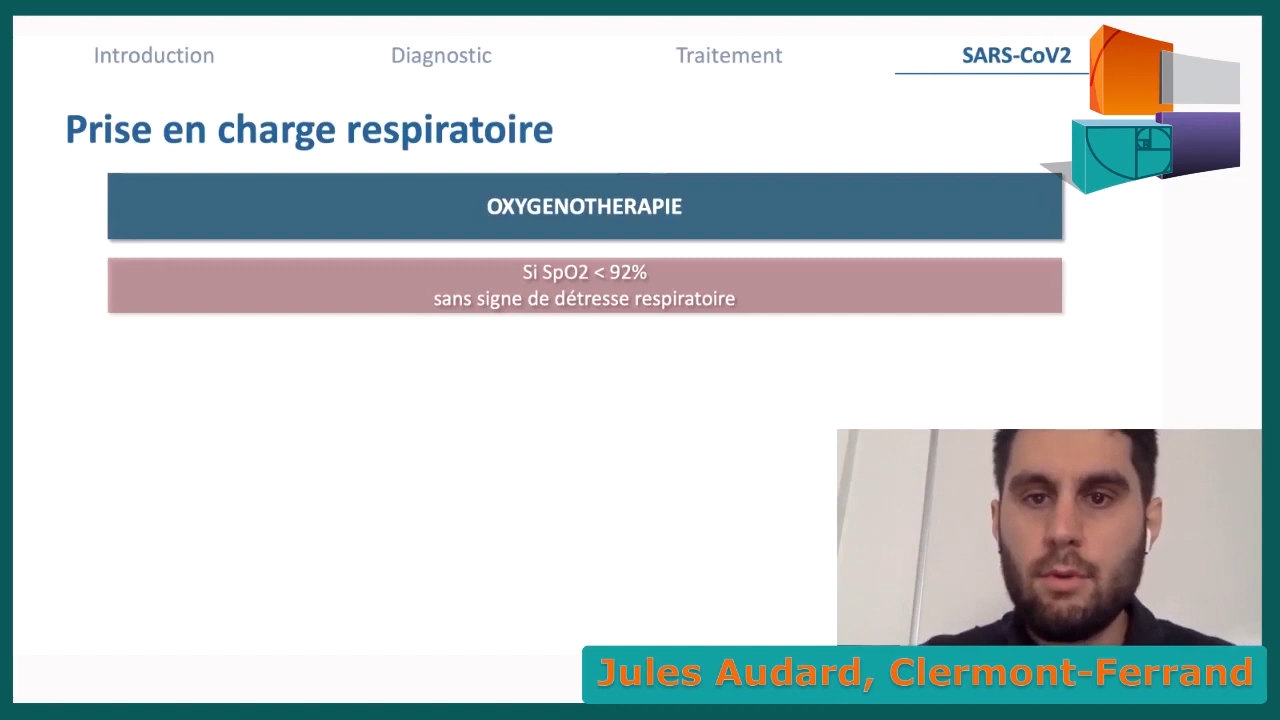 Introduction
Diagnostic
Traitement
SARS-CoV2
Prise en charge respiratoire
OXYGENOTHERAPIE
Si SpO2 < 92%
sans signe de détresse respiratoire
Jules Audard, Clermont-Ferrand